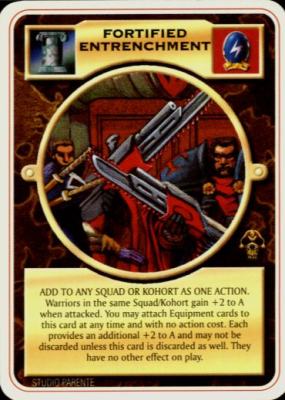 FORTIFIED
ENTRENCHMENT
ADD TO ANY SQUAD OR KOHORT AS ONE ACTION.
Warriors in the same Squad/Kohort gain +2 to A
when attacked. You may attach Equipment cards to
this card at any time and with no action cost. Each
provides an additional +2 to A and may not be
discarded unless this card is discarded as well. They
have no other effect on play.
STUDIO PARENTE